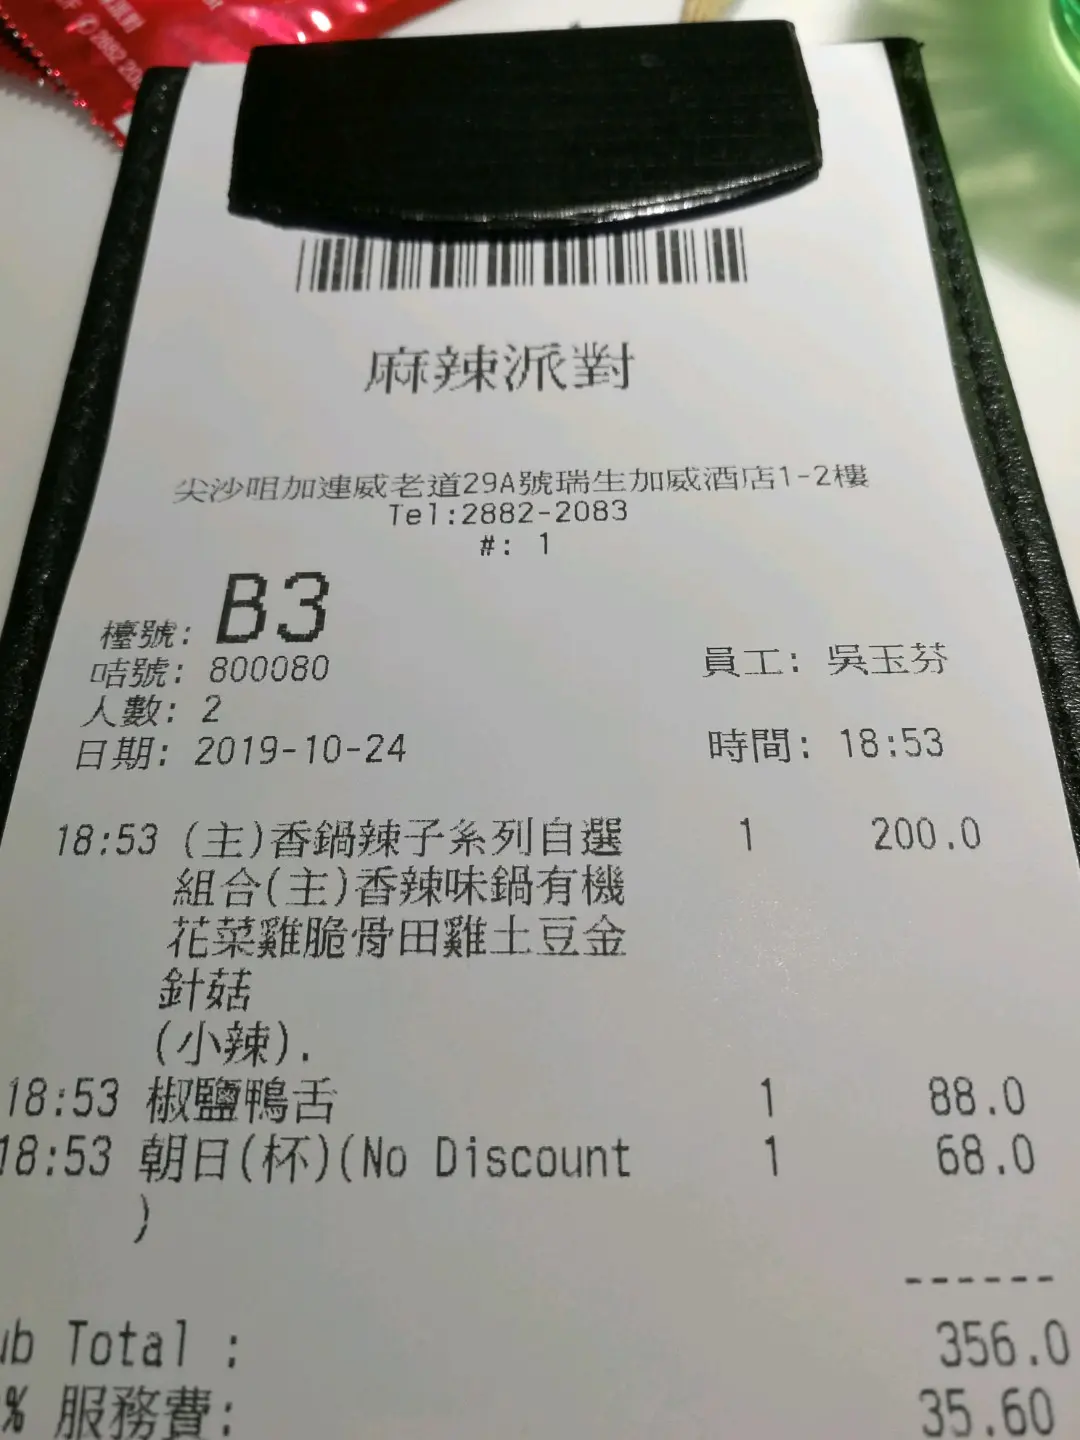 2882 20
麻辣派對
尖沙咀加連威老道29A號瑞生加威酒店1-2樓
Tel:2882-2083
#: 1
檯號: B3
咭號: 800080
員工: 吳玉芬
人數: 2
日期: 2019-10-24 時間: 18:53
18:53 (主)香鍋辣子系列自選 1 200.0
組合(主)香辣味鍋有機
花菜雞脆骨田雞土豆金
針菇
(小辣).
18:53 椒鹽鴨舌 1 88.0
18:53 朝日(杯)(No Discount 1 68.0
)
------
ub Total : 356.0
% 服務費: 35.60